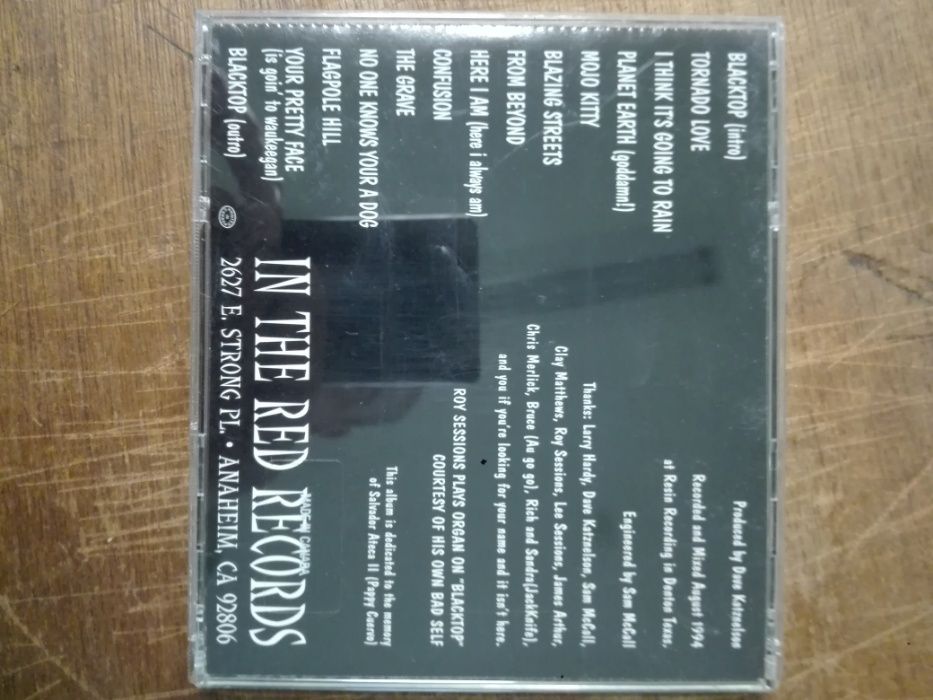 BLACKTOP (intro)
TORNADO LOVE
I THINK IT'S GOING TO RAIN
PLANET EARTH (goddamn!)
MOJO KITTY
BLAZING STREETS
FROM BEYOND
HERE I AM (here i always am)
CONFUSION
THE GRAVE
NO ONE KNOWS YOUR A DOG
FLAGPOLE HILL
YOUR PRETTY FACE
(is goin' to waukeegan)
BLACKTOP (outro)
Produced by Dave Katznelson
Recorded and Mixed August 1994
at Resin Recording in Denton Texas.
Engineered by Sam McCall
Thanks: Larry Hardy, Dave Katznelson, Sam McCall,
Clay Matthews, Roy Sessions, Lee Sessions, James Arthur,
Chris Merlick, Bruce (Au go go), Rich and Sandra(JackKnife),
and you if you're looking for your name and it isn't here.
ROY SESSIONS PLAYS ORGAN ON "BLACKTOP"
COURTESY OF HIS OWN BAD SELF
This album is dedicated to the memory
of Salvador Ateca II (Pappy Cuervo)
MADE IN CANADA
IN THE RED RECORDS
2627 E. STRONG PL. • ANAHEIM, CA 92806